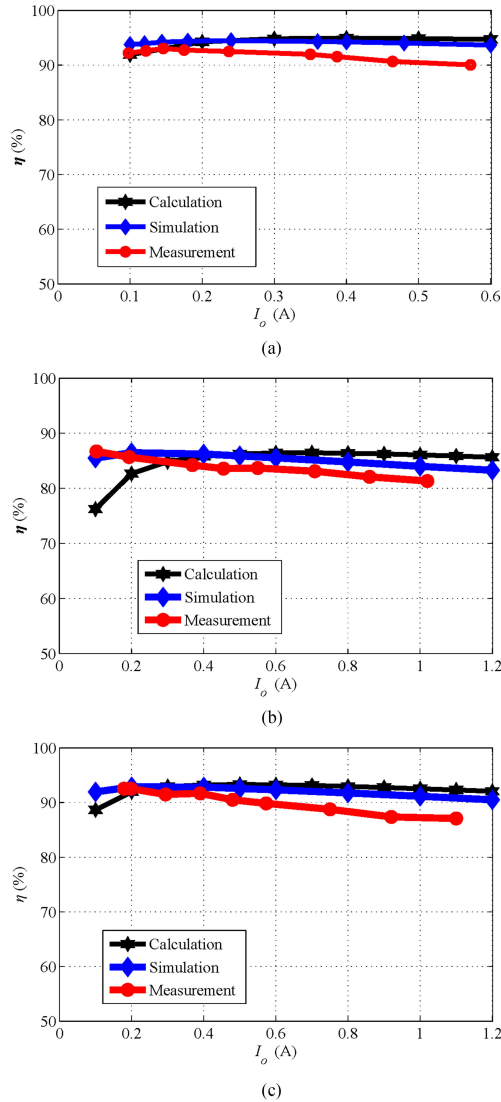 100
90
80
70
60
50
η (%)
Calculation
Simulation
Measurement
0 0.1 0.2 0.3 0.4 0.5 0.6
I_o (A)
(a)
100
90
80
70
60
50
η (%)
Calculation
Simulation
Measurement
0 0.2 0.4 0.6 0.8 1 1.2
I_o (A)
(b)
100
90
80
70
60
50
η (%)
Calculation
Simulation
Measurement
0 0.2 0.4 0.6 0.8 1 1.2
I_o (A)
(c)